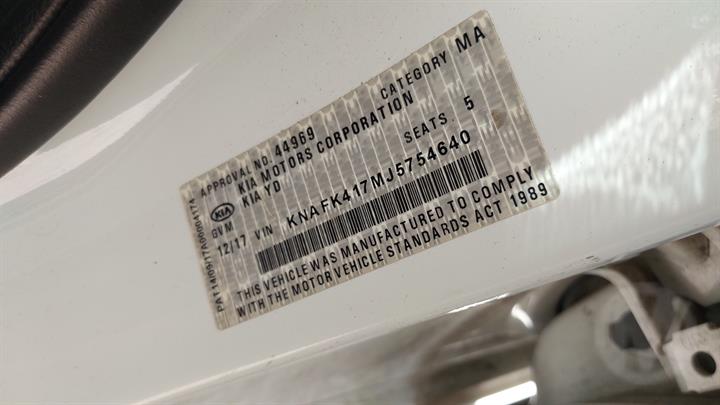 APPROVAL NO. 44969 CATEGORY MA
KIA MOTORS CORPORATION
KIA YD SEATS 5
KIA
GVM
12/17 VIN KNAFK417MJ5754640
THIS VEHICLE WAS MANUFACTURED TO COMPLY
WITH THE MOTOR VEHICLE STANDARDS ACT 1989